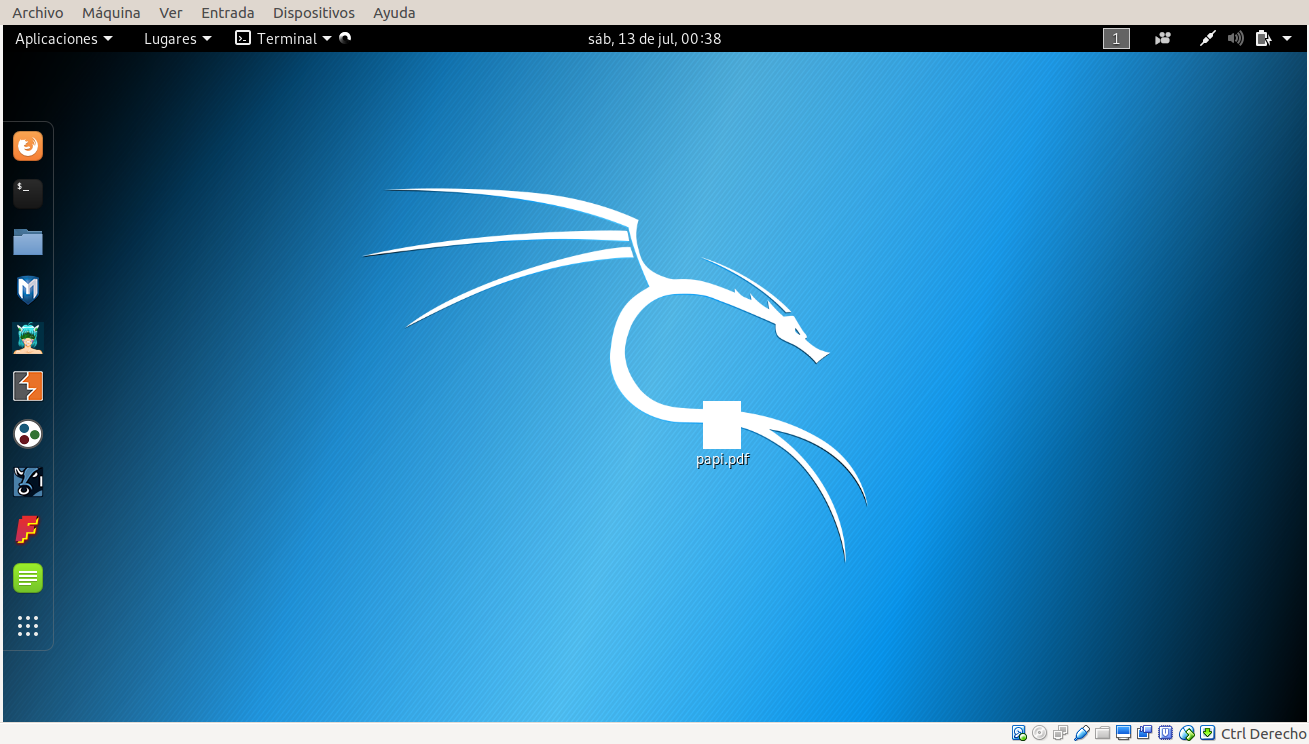 Archivo Máquina Ver Entrada Dispositivos Ayuda
Aplicaciones Lugares Terminal sáb, 13 de jul, 00:38 1
$_
papi.pdf
Ctrl Derecho